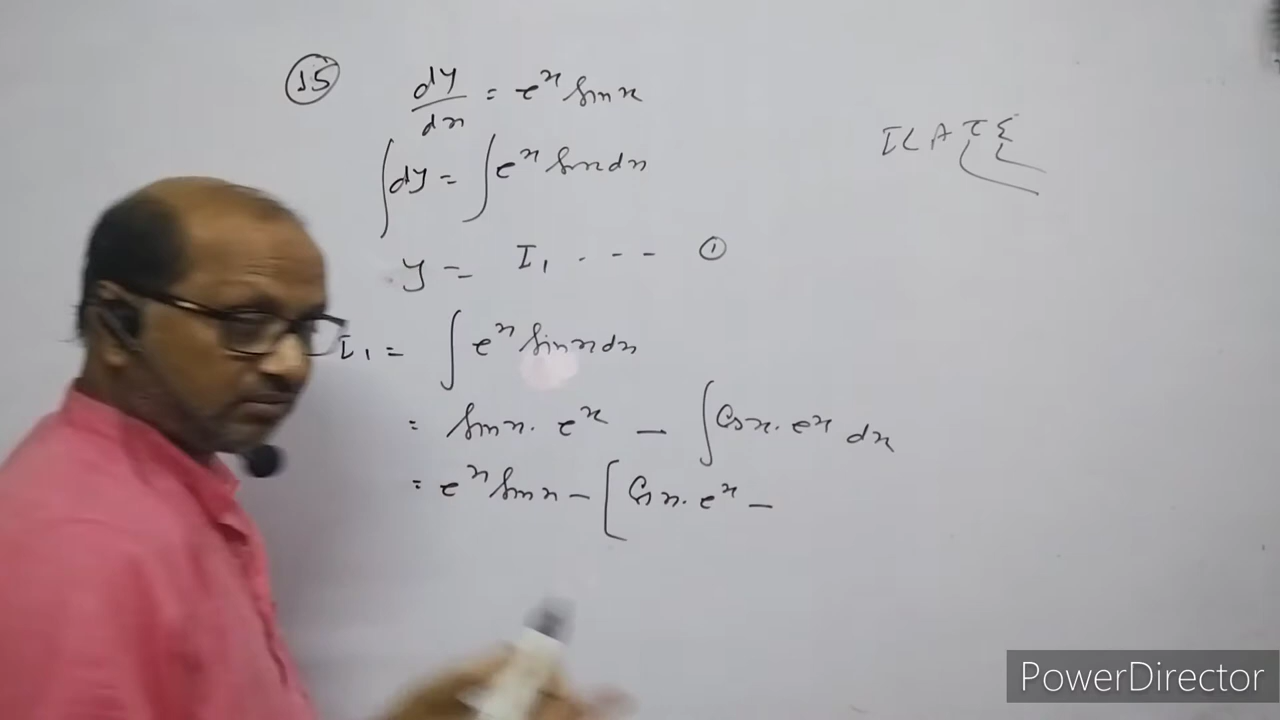 15 dy/dx = e^x sin x
∫dy = ∫e^x sin x dx
y = I₁ . - - - ①
I₁ = ∫ e^x sin x dx
= sin x · e^x - ∫cos x · e^x dx
= e^x sin x - [cos x · e^x -
ILATE
PowerDirector